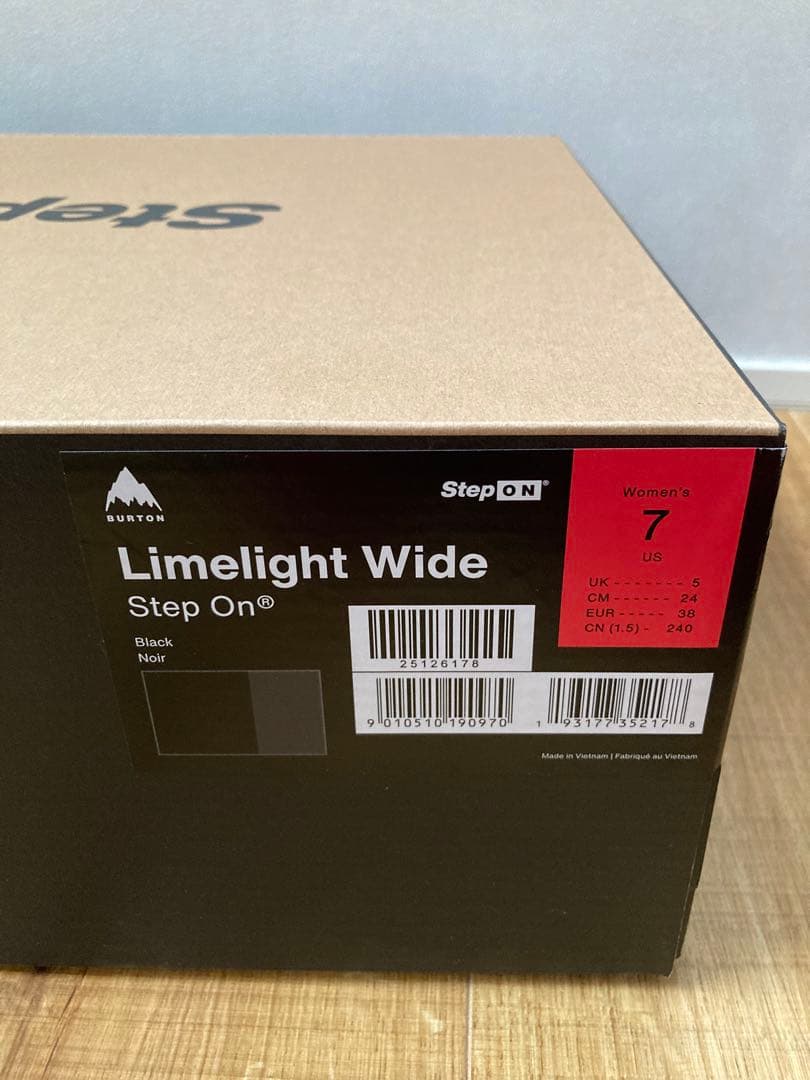 Step
BURTON
StepON®
Limelight Wide
Step On®
Black
Noir
Women's
7
US
UK - - - - - - - 5
CM - - - - - - 24
EUR - - - - - 38
CN (1.5) - 240
25126178
9 010510 190970
1 93177 35217 8
Made in Vietnam | Fabriqué au Vietnam